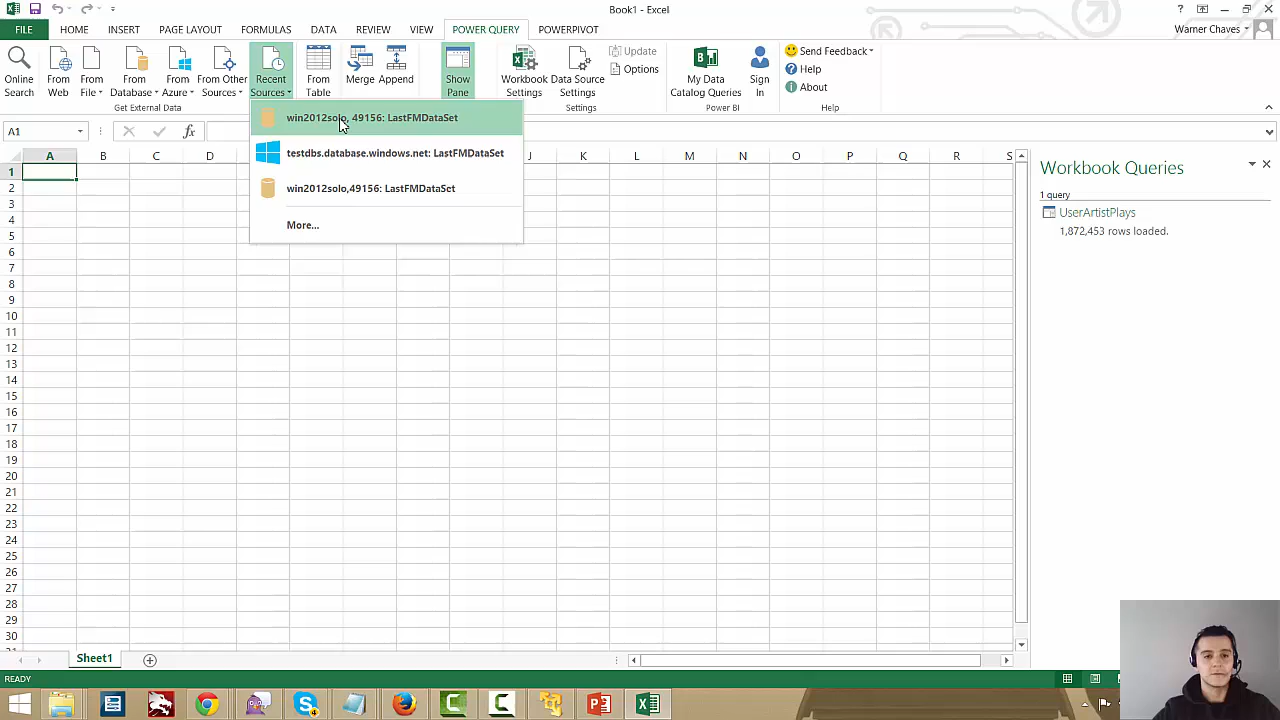 Book1 - Excel
FILE HOME INSERT PAGE LAYOUT FORMULAS DATA REVIEW VIEW POWER QUERY POWERPIVOT
Warner Chaves
Online Search
From Web
From File
From Database
From Azure
From Other Sources
Recent Sources
From Table
Merge
Append
Show Pane
Workbook Settings
Data Source Settings
Update
Options
My Data Catalog Queries
Sign In
Send Feedback
Help
About
Get External Data
Settings
Power BI
Help
win2012solo, 49156: LastFMDataSet
testdbs.database.windows.net: LastFMDataSet
win2012solo,49156: LastFMDataSet
More...
A1
fx
A B C D J K L M N O P Q R S
1
2
3
4
5
6
7
8
9
10
11
12
13
14
15
16
17
18
19
20
21
22
23
24
25
26
27
28
29
30
31
Workbook Queries
1 query
UserArtistPlays
1,872,453 rows loaded.
Sheet1
READY